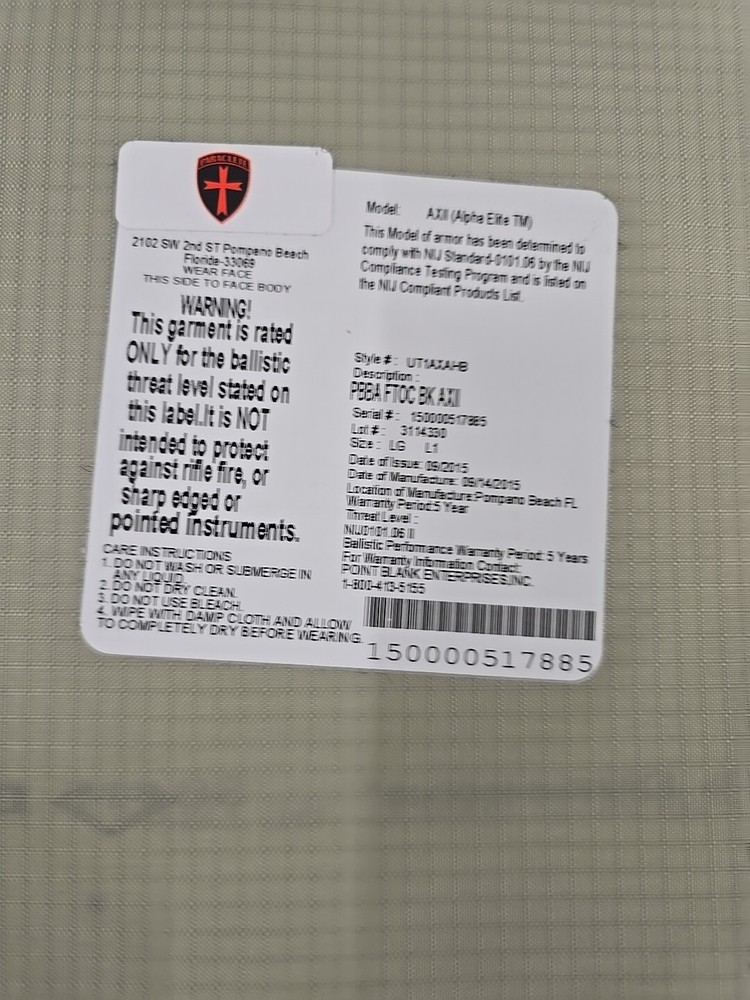 PARACLETE
2102 SW 2nd ST Pompano Beach
Florida-33069
WEAR FACE
THIS SIDE TO FACE BODY
WARNING!
This garment is rated
ONLY for the ballistic
threat level stated on
this label.It is NOT
intended to protect
against rifle fire, or
sharp edged or
pointed instruments.
CARE INSTRUCTIONS
1. DO NOT WASH OR SUBMERGE IN
ANY LIQUID.
2. DO NOT DRY CLEAN.
3. DO NOT USE BLEACH.
4. WIPE WITH DAMP CLOTH AND ALLOW
TO COMPLETELY DRY BEFORE WEARING.
Model: AXII (Alpha Elite TM)
This Model of armor has been determined to
comply with NIJ Standard-0101.06 by the NIJ
Compliance Testing Program and is listed on
the NIJ Compliant Products List.
Style # : UT1AXAHB
Description :
PBBA FTOC BK AXII
Serial # : 150000517885
Lot # : 3114330
Size : LG L1
Date of Issue: 09/2015
Date of Manufacture: 09/14/2015
Location of Manufacture:Pompano Beach FL
Warranty Period:5 Year
Threat Level :
NIJ0101.06 II
Ballistic Performance Warranty Period: 5 Years
For Warranty Information Contact:
POINT BLANK ENTERPRISES,INC.
1-800-413-5155
150000517885